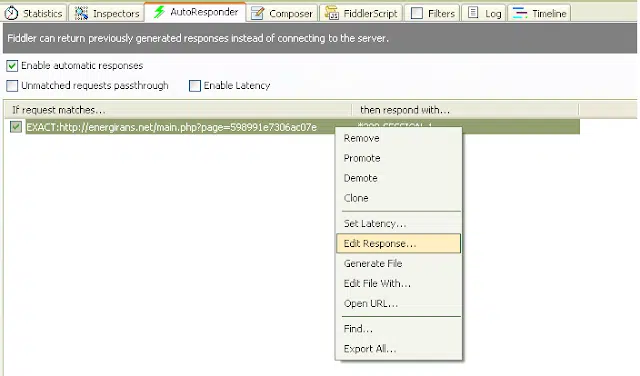 Statistics Inspectors AutoResponder Composer FiddlerScript Filters Log Timeline
Fiddler can return previously generated responses instead of connecting to the server.
Enable automatic responses
Unmatched requests passthrough Enable Latency
If request matches... then respond with...
EXACT:http://energirans.net/main.php?page=598991e7306ac07e
Remove
Promote
Demote
Clone
Set Latency...
Edit Response...
Generate File
Edit File With...
Open URL...
Find...
Export All...